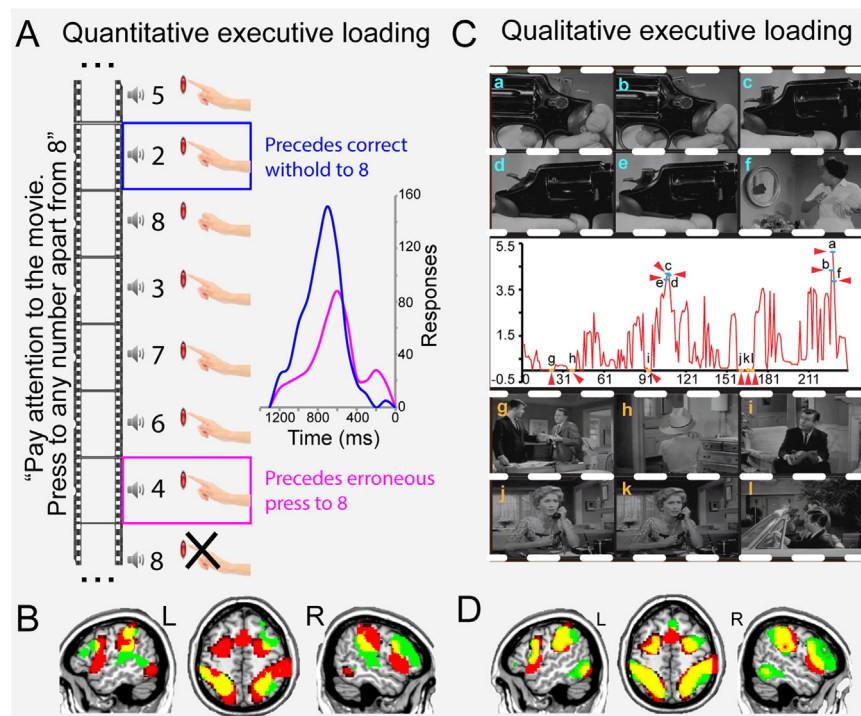 A Quantitative executive loading
"Pay attention to the movie.
Press to any number apart from 8"
...
5
2
8
3
7
6
4
8
...
Precedes correct
withold to 8
160
120
80
40
0
Responses
1200 800 400 0
Time (ms)
Precedes erroneous
press to 8
B L R
C Qualitative executive loading
a b c
d e f
5.5
3.5
1.5
-0.5
a
b f
c
e d
g h i j k l
0 31 61 91 121 151 181 211
g h i
j k l
D L R